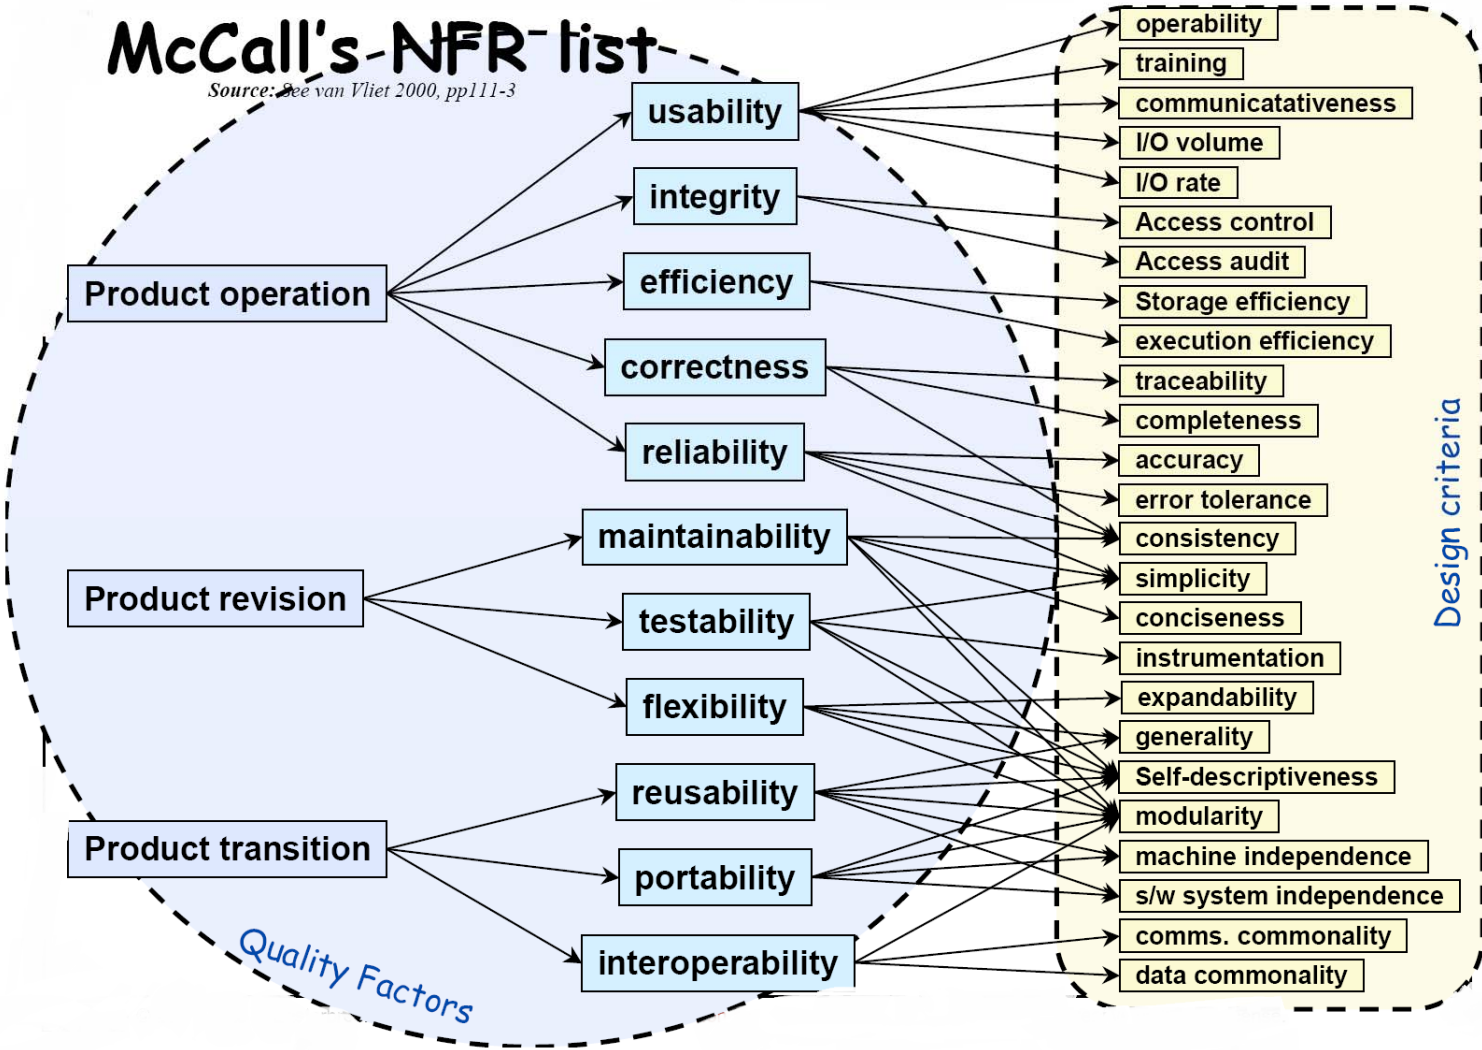 McCall's NFR list
Source: See van Vliet 2000, pp111-3
Product operation
Product revision
Product transition
usability
integrity
efficiency
correctness
reliability
maintainability
testability
flexibility
reusability
portability
interoperability
Quality Factors
operability
training
communicatativeness
I/O volume
I/O rate
Access control
Access audit
Storage efficiency
execution efficiency
traceability
completeness
accuracy
error tolerance
consistency
simplicity
conciseness
instrumentation
expandability
generality
Self-descriptiveness
modularity
machine independence
s/w system independence
comms. commonality
data commonality
Design criteria